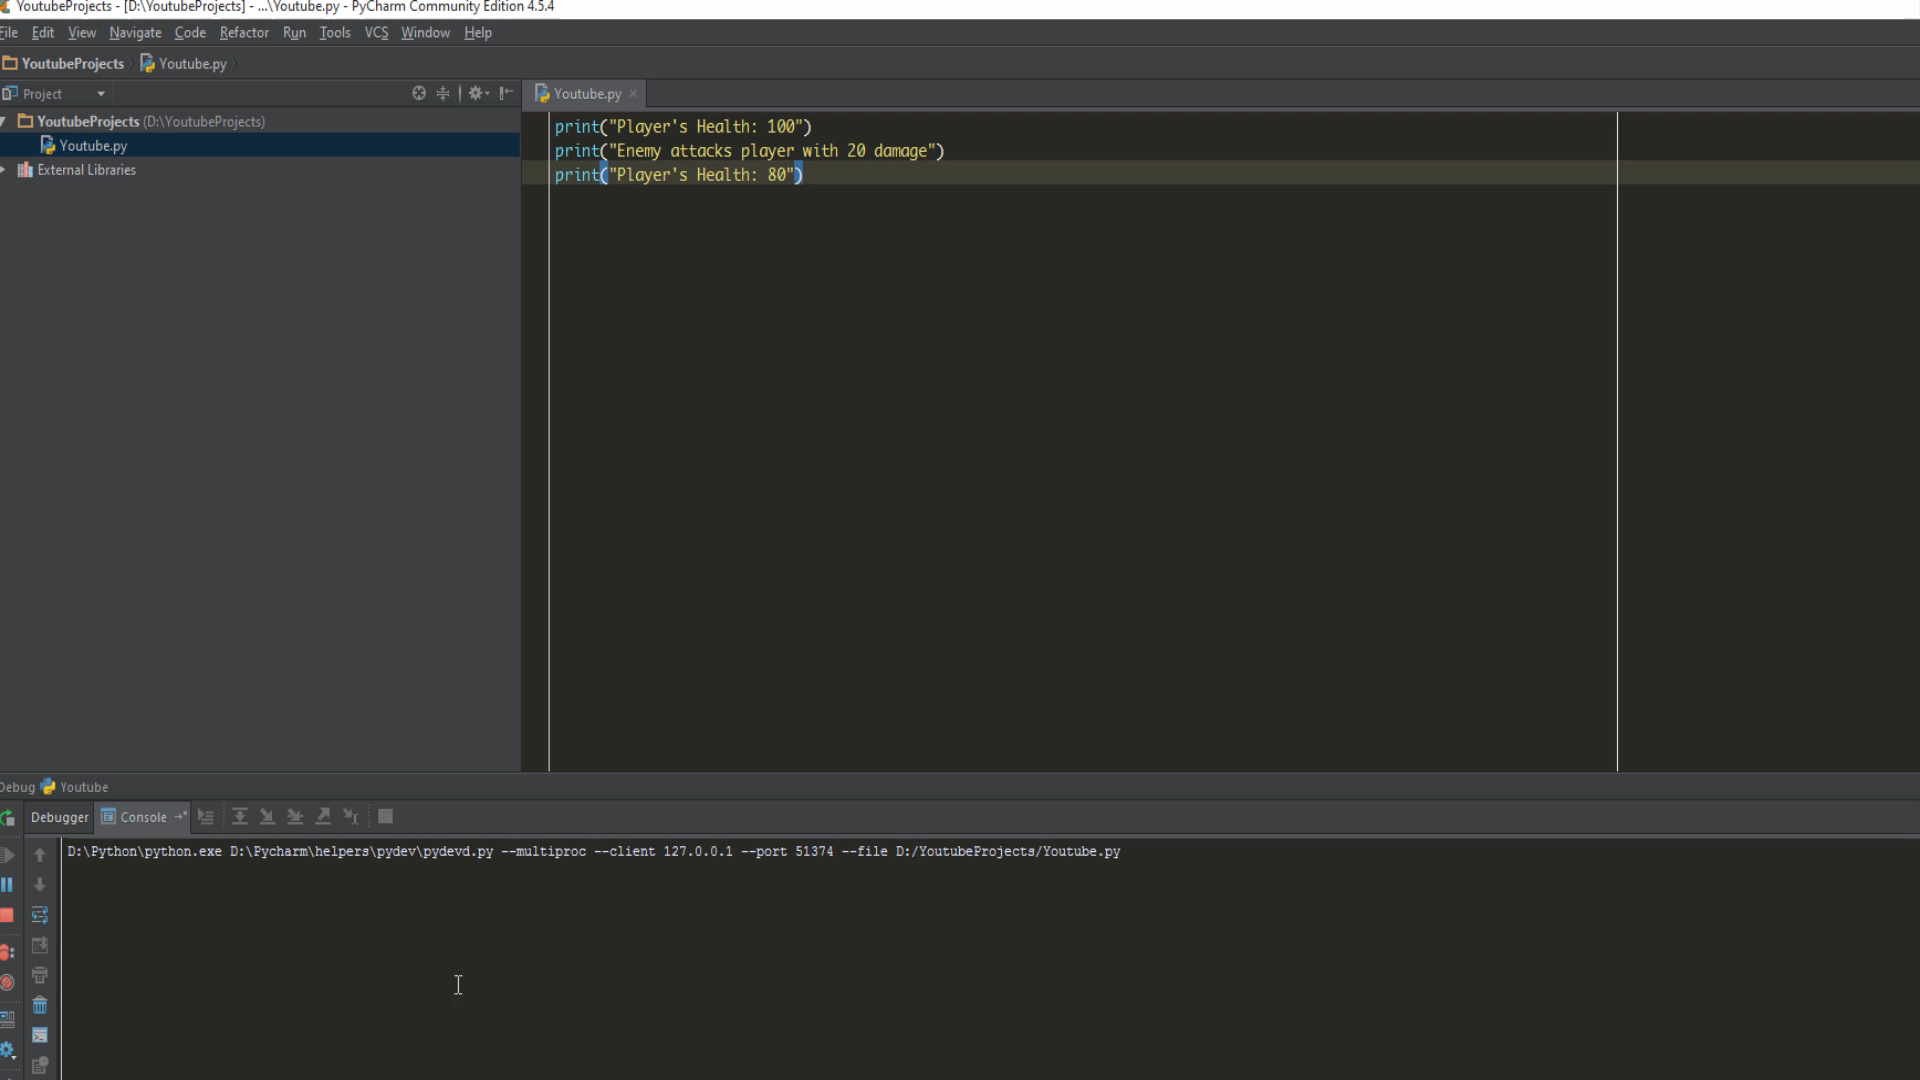 YoutubeProjects - [D:\YoutubeProjects] - ...\Youtube.py - PyCharm Community Edition 4.5.4
File Edit View Navigate Code Refactor Run Tools VCS Window Help
YoutubeProjects Youtube.py
Project
Youtube.py
YoutubeProjects (D:\YoutubeProjects)
Youtube.py
External Libraries
print("Player's Health: 100")
print("Enemy attacks player with 20 damage")
print("Player's Health: 80")
Debug Youtube
Debugger Console
D:\Python\python.exe D:\Pycharm\helpers\pydev\pydevd.py --multiproc --client 127.0.0.1 --port 51374 --file D:/YoutubeProjects/Youtube.py